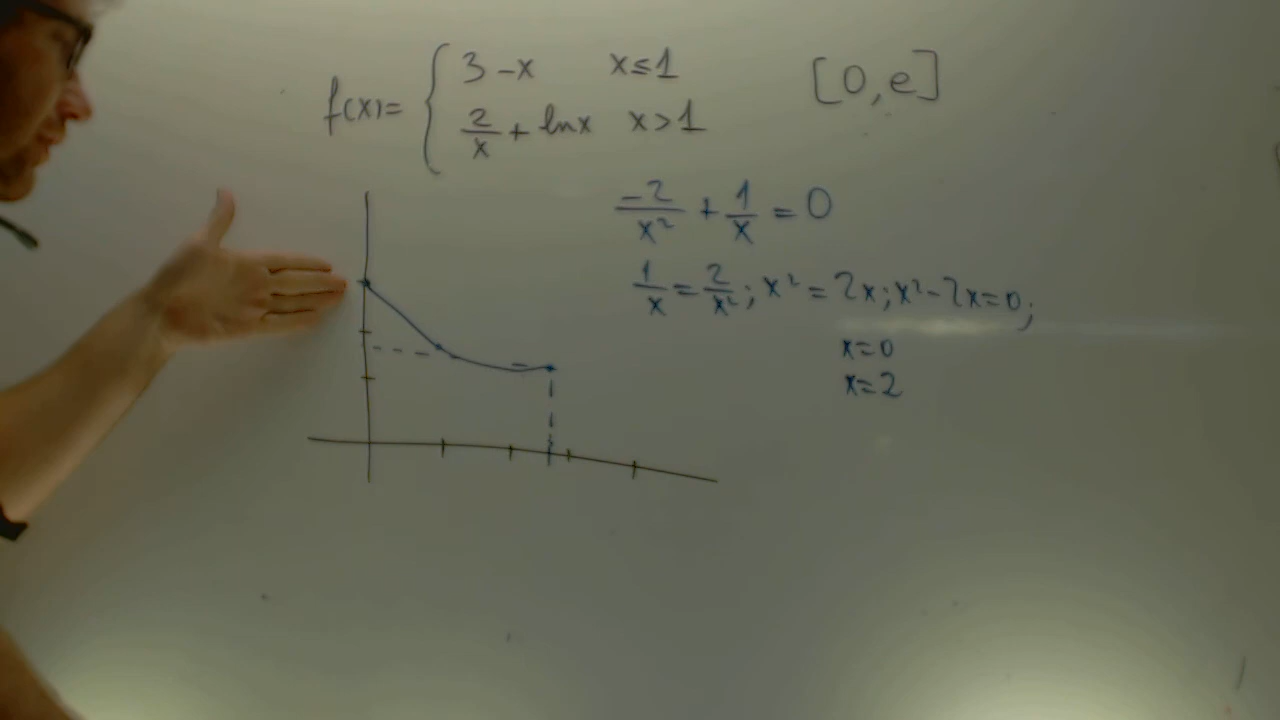 f(x)= { 3-x x≤1 [0,e]
2/x + lnx x>1
-2/x² + 1/x = 0
1/x = 2/x²; x² = 2x; x²-2x=0;
x=0
x=2